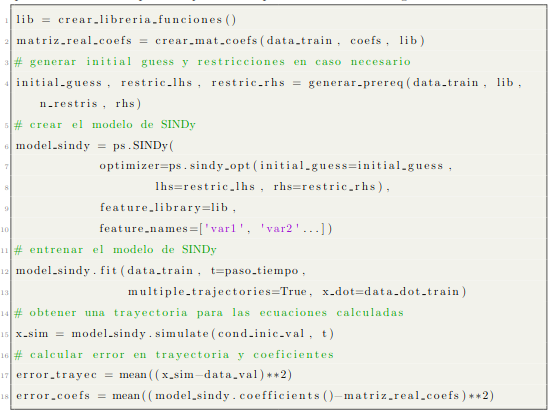 1 lib = crear_libreria_funciones()
2 matriz_real_coefs = crear_mat_coefs(data_train, coefs, lib)
3 # generar initial guess y restricciones en caso necesario
4 initial_guess, restric_lhs, restric_rhs = generar_prereq(data_train, lib,
n_restris, rhs)
5 # crear el modelo de SINDy
6 model_sindy = ps.SINDy(
7 optimizer=ps.sindy_opt(initial_guess=initial_guess,
8 lhs=restric_lhs, rhs=restric_rhs),
9 feature_library=lib,
10 feature_names=['var1', 'var2'...])
11 # entrenar el modelo de SINDy
12 model_sindy.fit(data_train, t=paso_tiempo,
13 multiple_trajectories=True, x_dot=data_dot_train)
14 # obtener una trayectoria para las ecuaciones calculadas
15 x_sim = model_sindy.simulate(cond_inic_val, t)
16 # calcular error en trayectoria y coeficientes
17 error_trayec = mean((x_sim-data_val)**2)
18 error_coefs = mean((model_sindy.coefficients()-matriz_real_coefs)**2)